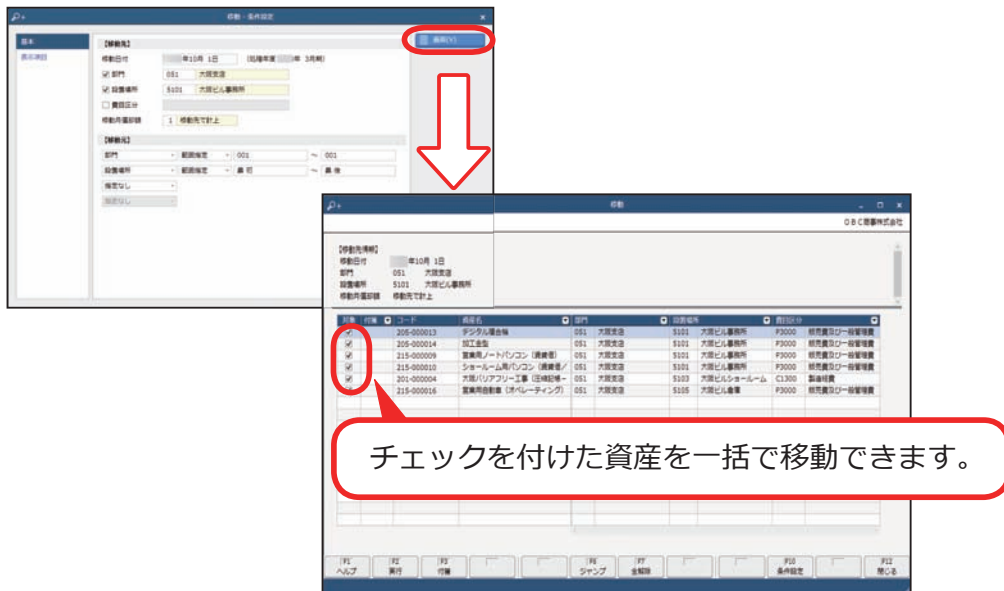 移動 - 条件設定
基本
表示項目
画面(V)
【移動先】
移動日付 年10月 1日 (処理年度 年 3月期)
部門 051 大阪支店
設置場所 5101 大阪ビル事務所
費目区分
移動月償却額 1 移動先で計上
【移動元】
部門 範囲指定 001 ～ 001
設置場所 範囲指定 最初 ～ 最後
指定なし
指定なし
移動
OBC商事株式会社
【移動先情報】
移動日付 年10月 1日
部門 051 大阪支店
設置場所 5101 大阪ビル事務所
移動月償却額 移動先で計上
対象 付箋 コード 資産名 部門 設置場所 費目区分
205-000013 デジタル複合機 051 大阪支店 5101 大阪ビル事務所 P3000 販売費及び一般管理費
205-000014 加工金型 051 大阪支店 5101 大阪ビル事務所 P3000 販売費及び一般管理費
215-000009 営業用ノートパソコン（資産信） 051 大阪支店 5101 大阪ビル事務所 P3000 販売費及び一般管理費
215-000010 ショールーム用パソコン 051 大阪支店 5101 大阪ビル事務所 P3000 販売費及び一般管理費
201-000004 大阪バリアフリー工事（圧縮記帳－ 051 大阪支店 5103 大阪ビルショールーム C1300 製造経費
215-000016 営業用自動車（オペレーティング） 051 大阪支店 5105 大阪ビル倉庫 P3000 販売費及び一般管理費
チェックを付けた資産を一括で移動できます。
F1 F2 F3 F6 F7 F10 F12
ヘルプ 実行 付箋 ジャンプ 全解除 条件設定 閉じる